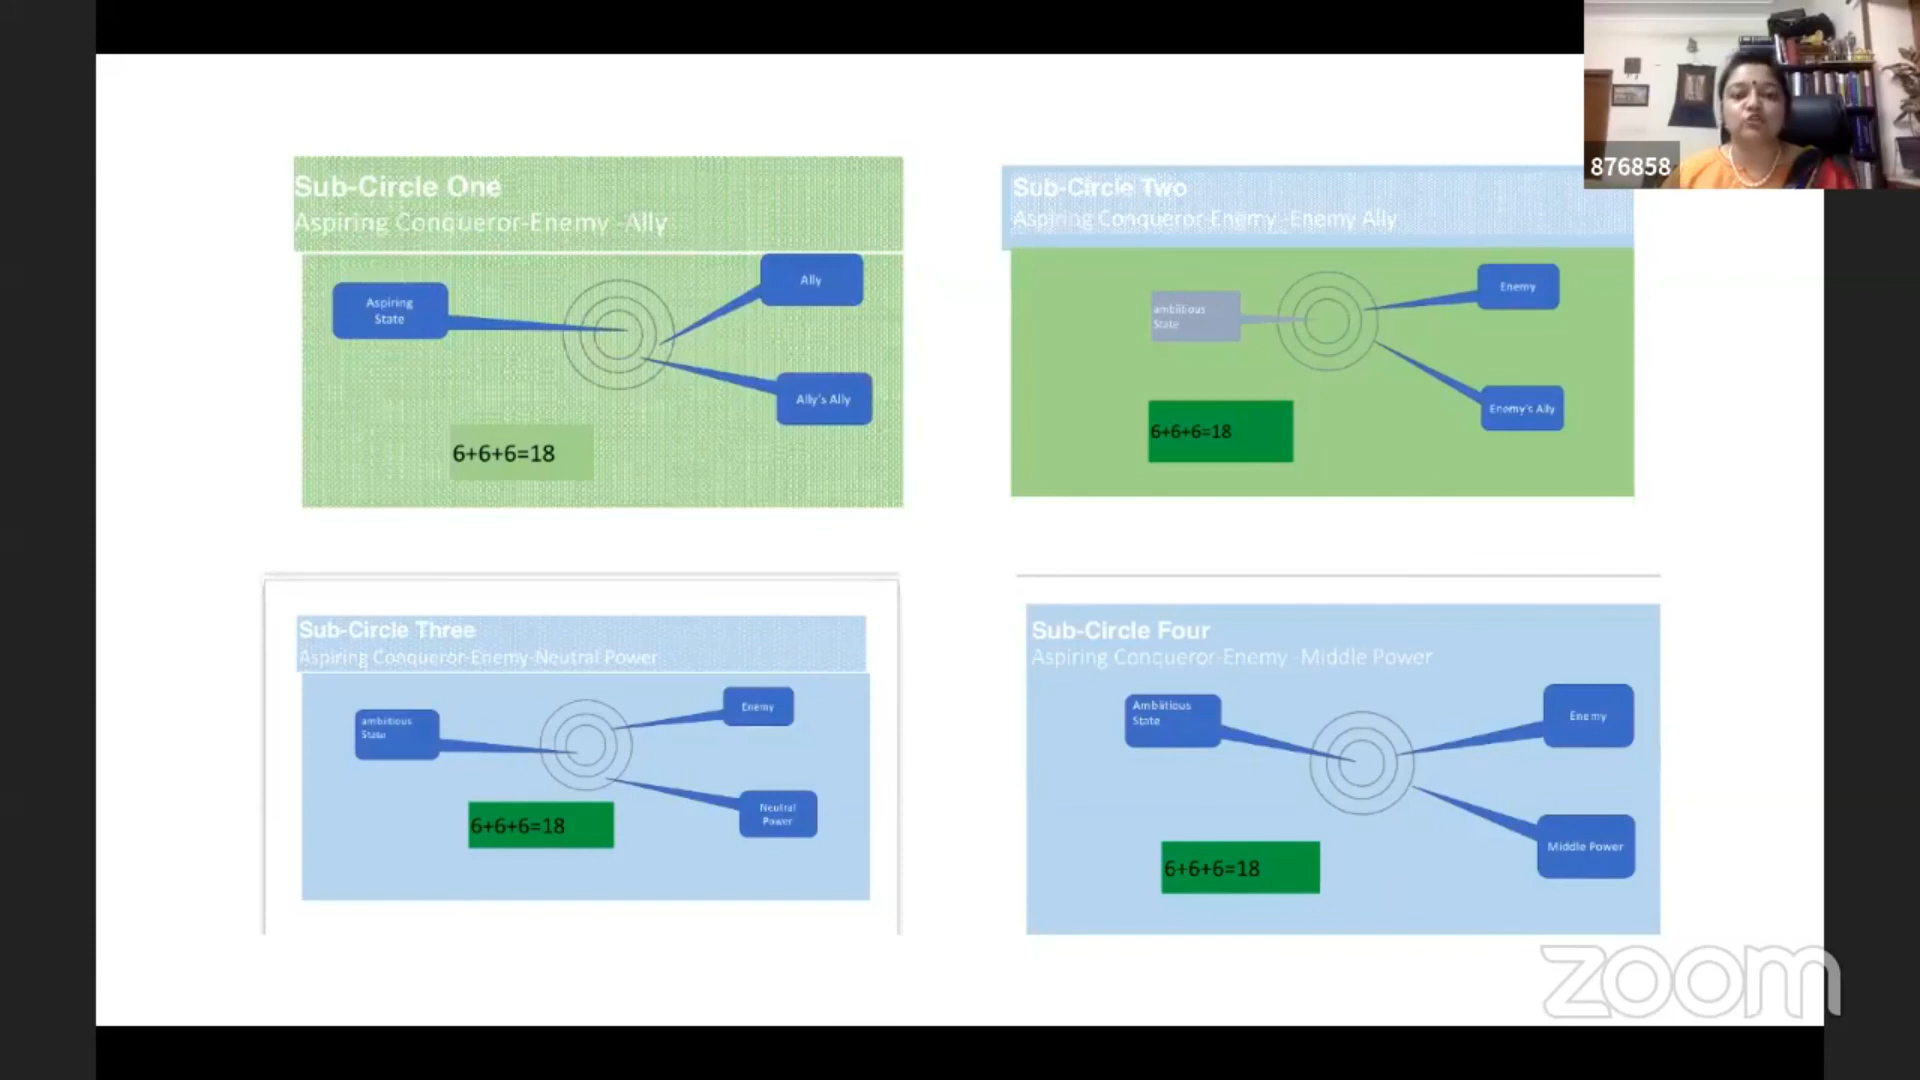 876858
Sub-Circle One
Aspiring Conqueror-Enemy -Ally
Aspiring
State
Ally
Ally's Ally
6+6+6=18
Sub-Circle Two
Aspiring Conqueror-Enemy -Enemy Ally
ambitious
State
Enemy
Enemy's Ally
6+6+6=18
Sub-Circle Three
Aspiring Conqueror-Enemy-Neutral Power
ambitious
State
Enemy
Neutral
Power
6+6+6=18
Sub-Circle Four
Aspiring Conqueror-Enemy -Middle Power
Ambitious
State
Enemy
Middle Power
6+6+6=18
zoom